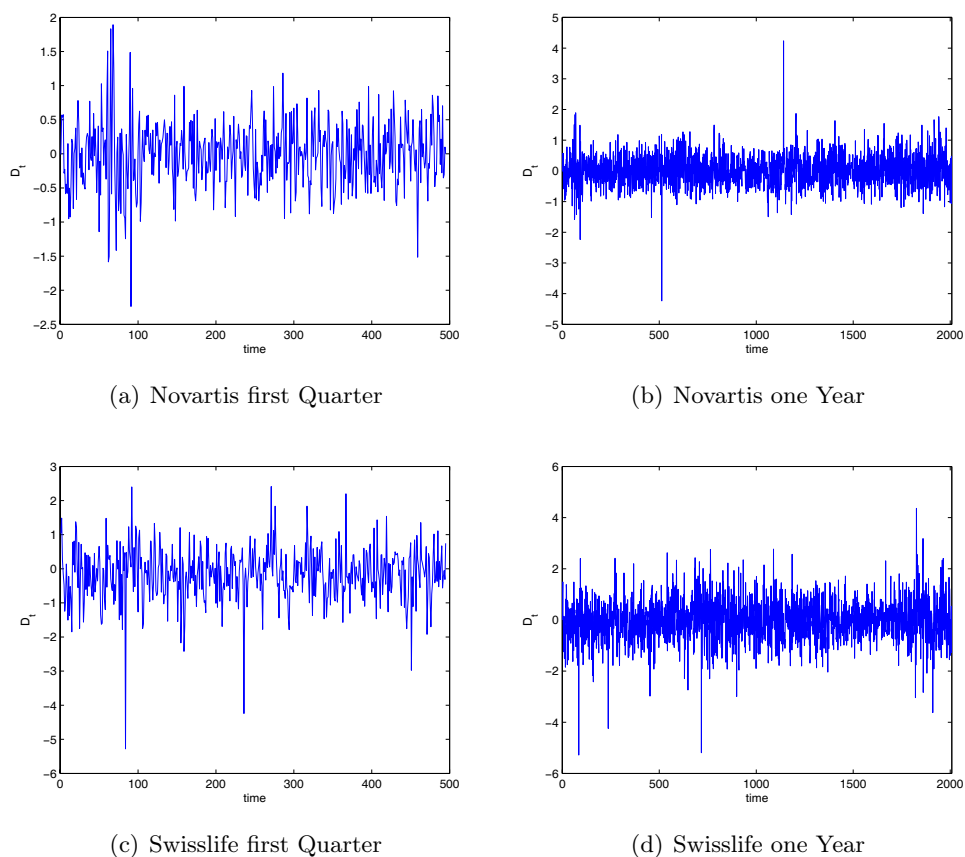 2
1.5
1
0.5
0
−0.5
−1
−1.5
−2
−2.5
D_t
0 100 200 300 400 500
time
(a) Novartis first Quarter
5
4
3
2
1
0
−1
−2
−3
−4
−5
D_t
0 500 1000 1500 2000
time
(b) Novartis one Year
3
2
1
0
−1
−2
−3
−4
−5
−6
D_t
0 100 200 300 400 500
time
(c) Swisslife first Quarter
6
4
2
0
−2
−4
−6
D_t
0 500 1000 1500 2000
time
(d) Swisslife one Year